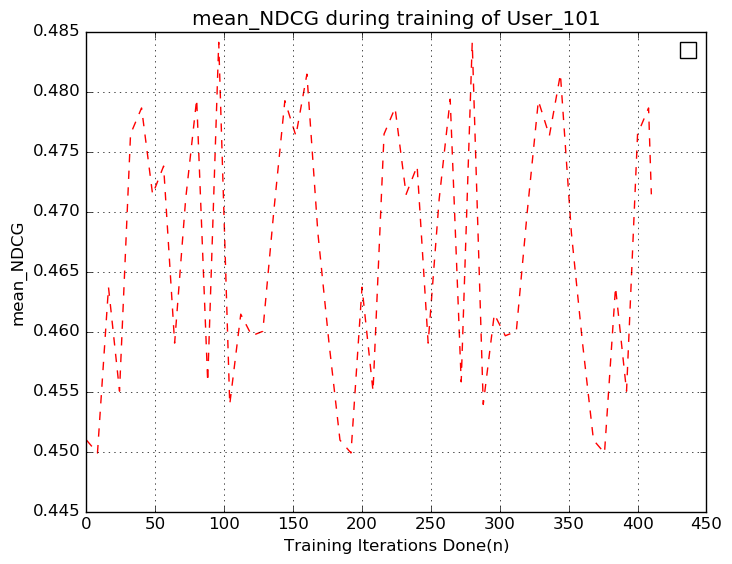 mean_NDCG during training of User_101
0.485
0.480
0.475
0.470
0.465
0.460
0.455
0.450
0.445
mean_NDCG
0 50 100 150 200 250 300 350 400 450
Training Iterations Done(n)